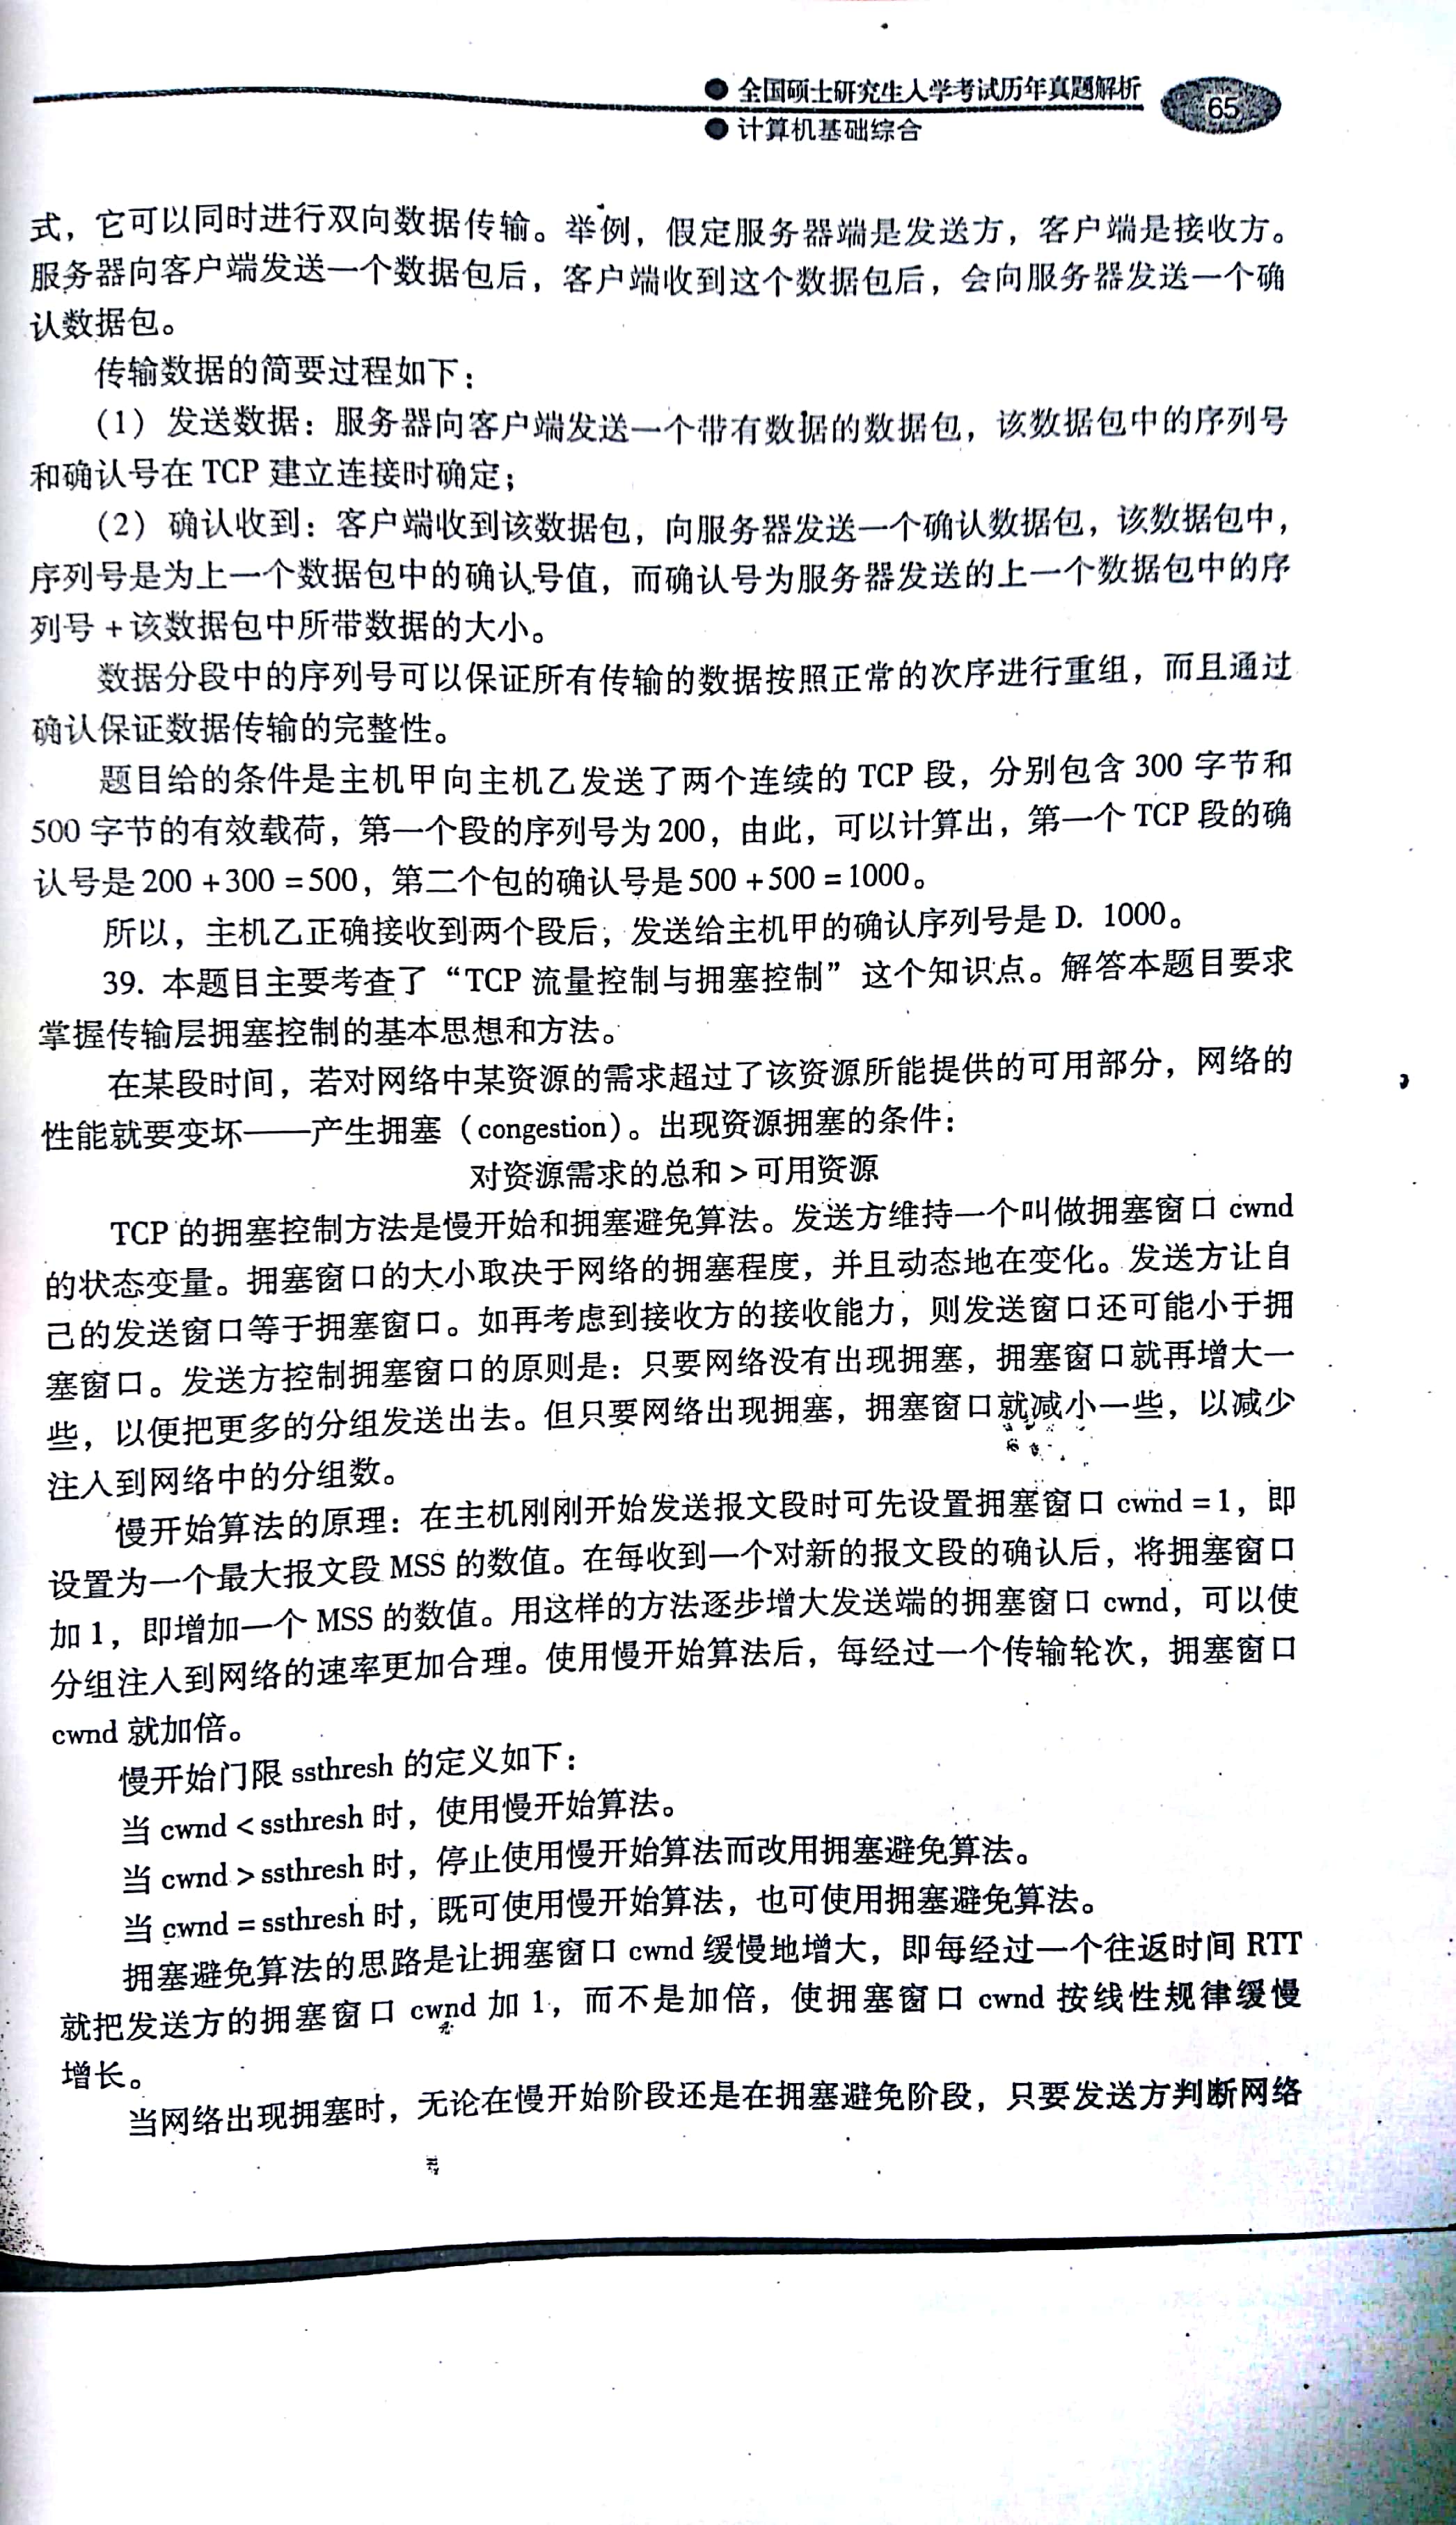 全国硕士研究生入学考试历年真题解析
65
计算机基础综合
式，它可以同时进行双向数据传输。举例，假定服务器端是发送方，客户端是接收方。
服务器向客户端发送一个数据包后，客户端收到这个数据包后，会向服务器发送一个确
认数据包。
传输数据的简要过程如下：
（1）发送数据：服务器向客户端发送一个带有数据的数据包，该数据包中的序列号
和确认号在 TCP 建立连接时确定；
（2）确认收到：客户端收到该数据包，向服务器发送一个确认数据包，该数据包中，
序列号是为上一个数据包中的确认号值，而确认号为服务器发送的上一个数据包中的序
列号 + 该数据包中所带数据的大小。
数据分段中的序列号可以保证所有传输的数据按照正常的次序进行重组，而且通过
确认保证数据传输的完整性。
题目给的条件是主机甲向主机乙发送了两个连续的 TCP 段，分别包含 300 字节和
500 字节的有效载荷，第一个段的序列号为 200，由此，可以计算出，第一个 TCP 段的确
认号是 200 + 300 = 500，第二个包的确认号是 500 + 500 = 1000。
所以，主机乙正确接收到两个段后，发送给主机甲的确认序列号是 D. 1000。
39. 本题目主要考查了“TCP 流量控制与拥塞控制”这个知识点。解答本题目要求
掌握传输层拥塞控制的基本思想和方法。
在某段时间，若对网络中某资源的需求超过了该资源所能提供的可用部分，网络的
性能就要变坏——产生拥塞（congestion）。出现资源拥塞的条件：
对资源需求的总和 > 可用资源
TCP 的拥塞控制方法是慢开始和拥塞避免算法。发送方维持一个叫做拥塞窗口 cwnd
的状态变量。拥塞窗口的大小取决于网络的拥塞程度，并且动态地在变化。发送方让自
己的发送窗口等于拥塞窗口。如再考虑到接收方的接收能力，则发送窗口还可能小于拥
塞窗口。发送方控制拥塞窗口的原则是：只要网络没有出现拥塞，拥塞窗口就再增大一
些，以便把更多的分组发送出去。但只要网络出现拥塞，拥塞窗口就减小一些，以减少
注入到网络中的分组数。
慢开始算法的原理：在主机刚刚开始发送报文段时可先设置拥塞窗口 cwnd = 1，即
设置为一个最大报文段 MSS 的数值。在每收到一个对新的报文段的确认后，将拥塞窗口
加 1，即增加一个 MSS 的数值。用这样的方法逐步增大发送端的拥塞窗口 cwnd，可以使
分组注入到网络的速率更加合理。使用慢开始算法后，每经过一个传输轮次，拥塞窗口
cwnd 就加倍。
慢开始门限 ssthresh 的定义如下：
当 cwnd < ssthresh 时，使用慢开始算法。
当 cwnd > ssthresh 时，停止使用慢开始算法而改用拥塞避免算法。
当 cwnd = ssthresh 时，既可使用慢开始算法，也可使用拥塞避免算法。
拥塞避免算法的思路是让拥塞窗口 cwnd 缓慢地增大，即每经过一个往返时间 RTT
就把发送方的拥塞窗口 cwnd 加 1，而不是加倍，使拥塞窗口 cwnd 按线性规律缓慢
增长。
当网络出现拥塞时，无论在慢开始阶段还是在拥塞避免阶段，只要发送方判断网络